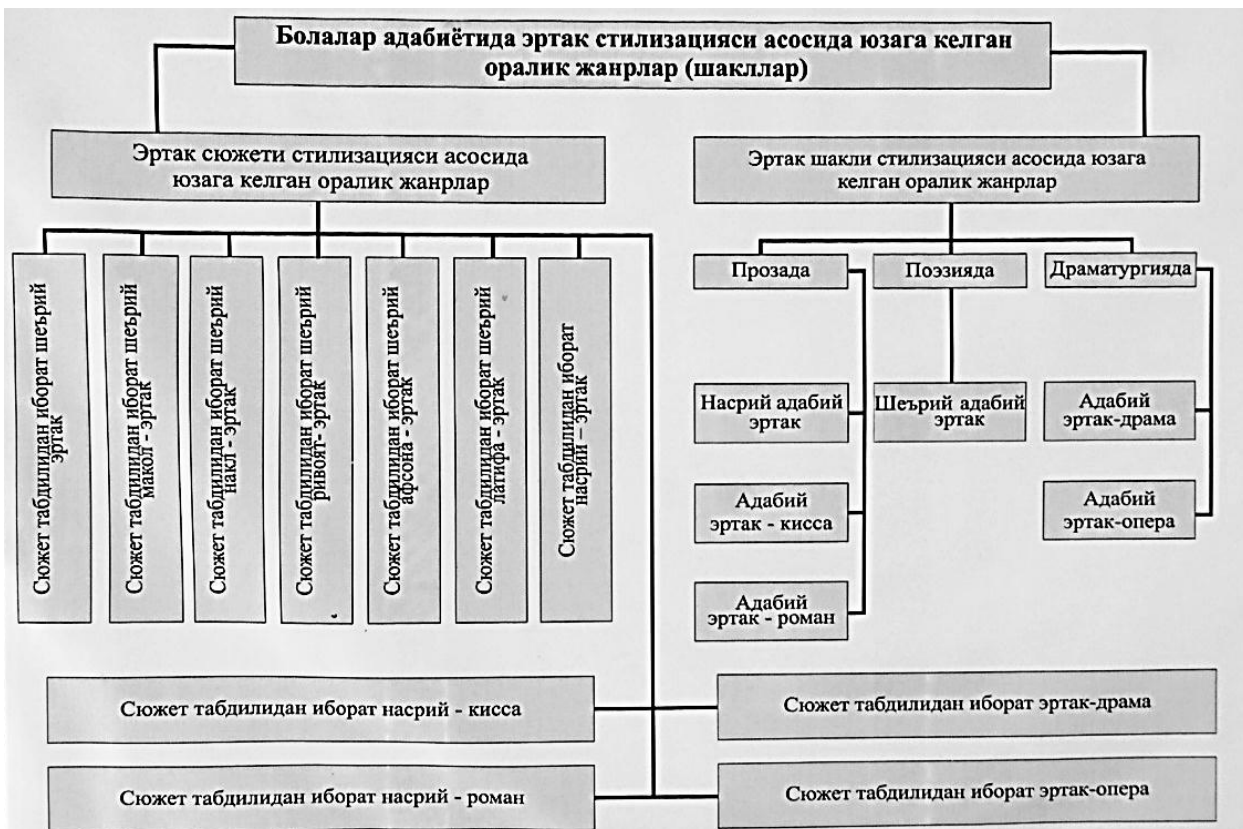 Болалар адабиётида эртак стилизацияси асосида юзага келган
оралик жанрлар (шакллар)
Эртак сюжети стилизацияси асосида
юзага келган оралик жанрлар
Эртак шакли стилизацияси асосида юзага
келган оралик жанрлар
Сюжет табдилидан иборат шеърий
эртак
Сюжет табдилидан иборат шеърий
макол - эртак
Сюжет табдилидан иборат шеърий
накл - эртак
Сюжет табдилидан иборат шеърий
ривоят- эртак
Сюжет табдилидан иборат шеърий
афсона - эртак
Сюжет табдилидан иборат шеърий
латифа - эртак
Сюжет табдилидан иборат
насрий – эртак
Прозада
Поэзияда
Драматургияда
Насрий адабий
эртак
Шеърий адабий
эртак
Адабий
эртак-драма
Адабий
эртак - кисса
Адабий
эртак-опера
Адабий
эртак - роман
Сюжет табдилидан иборат насрий - кисса
Сюжет табдилидан иборат эртак-драма
Сюжет табдилидан иборат насрий - роман
Сюжет табдилидан иборат эртак-опера